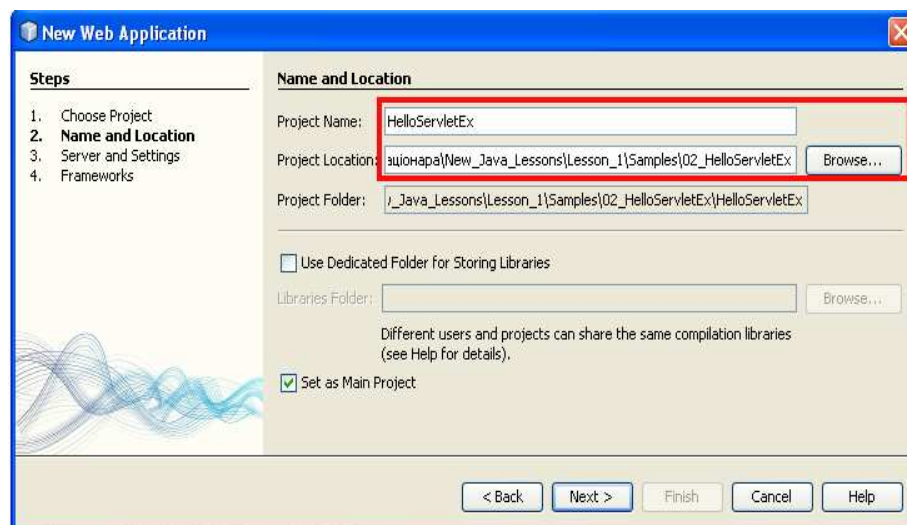 New Web Application
Steps
1. Choose Project
2. Name and Location
3. Server and Settings
4. Frameworks
Name and Location
Project Name: HelloServletEx
Project Location: аціонара\New_Java_Lessons\Lesson_1\Samples\02_HelloServletEx Browse...
Project Folder: _Java_Lessons\Lesson_1\Samples\02_HelloServletEx\HelloServletEx
Use Dedicated Folder for Storing Libraries
Libraries Folder: Browse...
Different users and projects can share the same compilation libraries
(see Help for details).
Set as Main Project
< Back Next > Finish Cancel Help